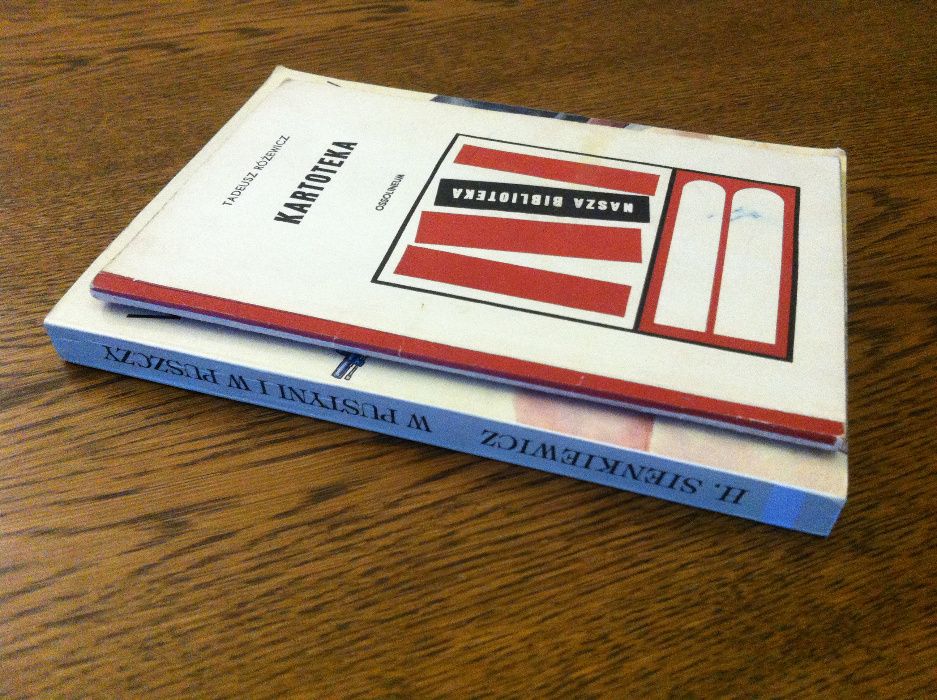 TADEUSZ RÓŻEWICZ
KARTOTEKA
OSSOLINEUM
NASZA BIBLIOTEKA
H. SIENKIEWICZ W PUSTYNI I W PUSZCZY